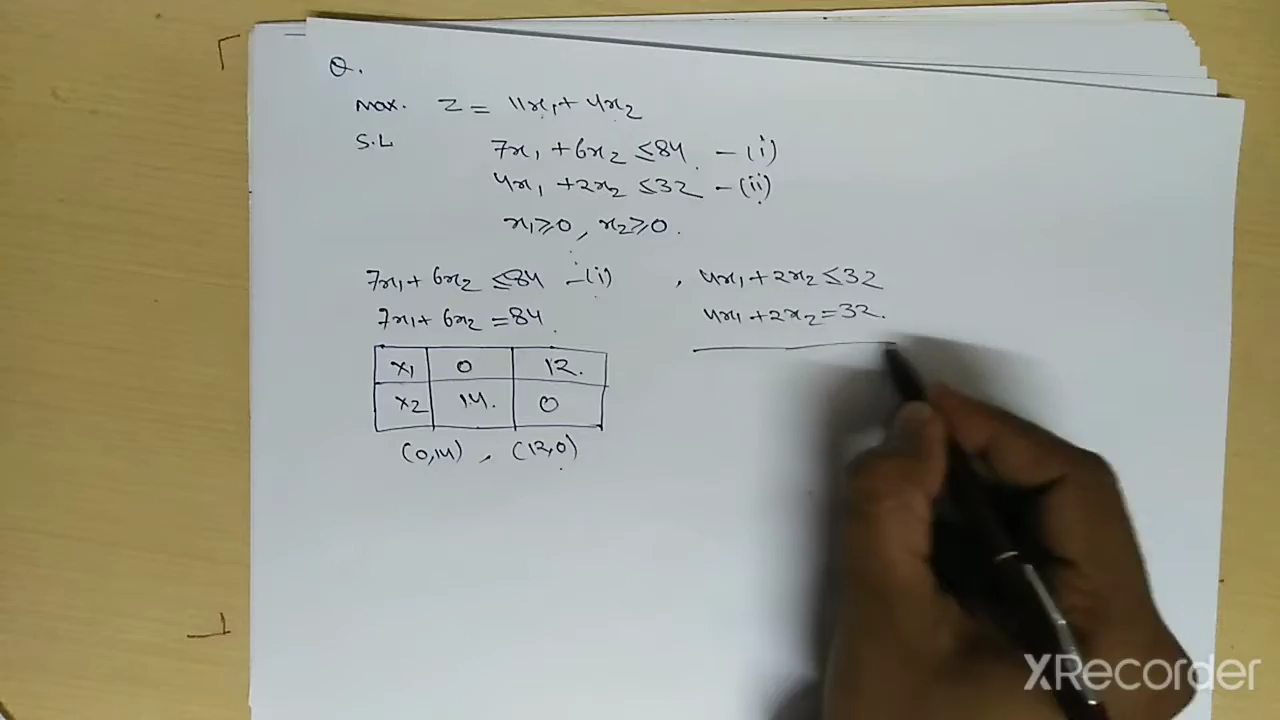 Q.
Max. Z = 11x₁ + 4x₂
S.t
7x₁ + 6x₂ ≤ 84 - (i)
4x₁ + 2x₂ ≤ 32 - (ii)
x₁ ≥ 0, x₂ ≥ 0.
7x₁ + 6x₂ ≤ 84 - (i)
7x₁ + 6x₂ = 84
x₁ 0 12.
x₂ 14. 0
(0,14), (12,0)
, 4x₁ + 2x₂ ≤ 32
4x₁ + 2x₂ = 32.
XRecorder